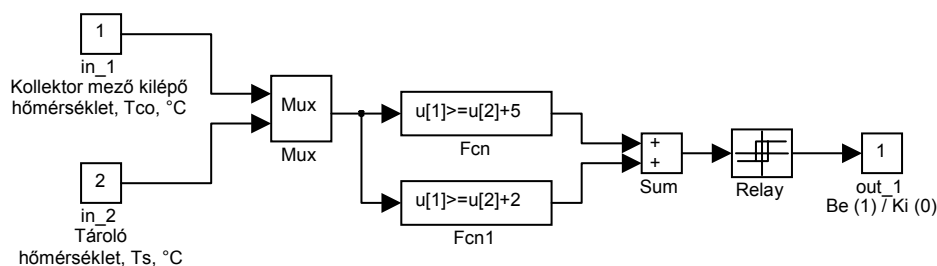 1
in_1
Kollektor mező kilépő
hőmérséklet, Tco, °C
2
in_2
Tároló
hőmérséklet, Ts, °C
Mux
Mux
u[1]>=u[2]+5
Fcn
u[1]>=u[2]+2
Fcn1
+
+
Sum
Relay
1
out_1
Be (1) / Ki (0)